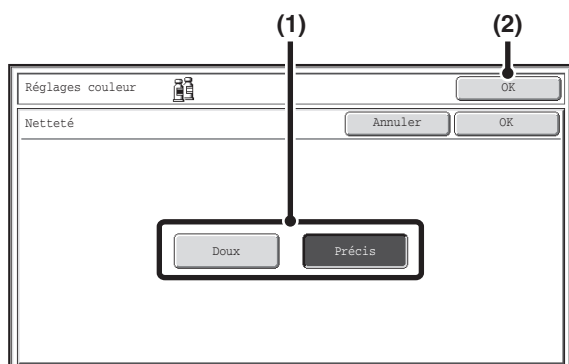 (1) (2)
Réglages couleur OK
Netteté Annuler OK
Doux Précis